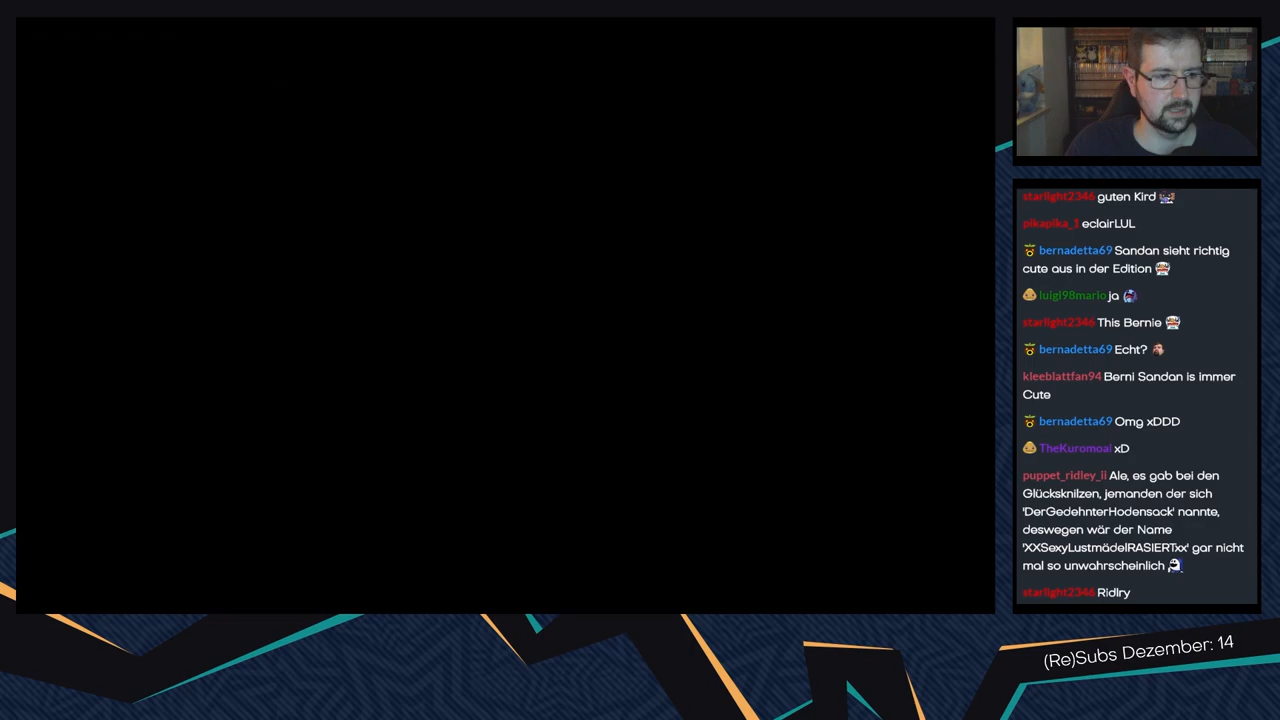 starlight2346 guten Kird
pikapika_1 eclairLUL
bernadetta69 Sandan sieht richtig
cute aus in der Edition
luigi98mario ja
starlight2346 This Bernie
bernadetta69 Echt?
kleeblattfan94 Berni Sandan is immer
Cute
bernadetta69 Omg xDDD
TheKuromoai xD
puppet_ridley_ii Ale, es gab bei den
Glücksknilzen, jemanden der sich
'DerGedehnterHodensack' nannte,
deswegen wär der Name
'XXSexyLustmädelRASIERTxx' gar nicht
mal so unwahrscheinlich
starlight2346 Ridlry
(Re)Subs Dezember: 14